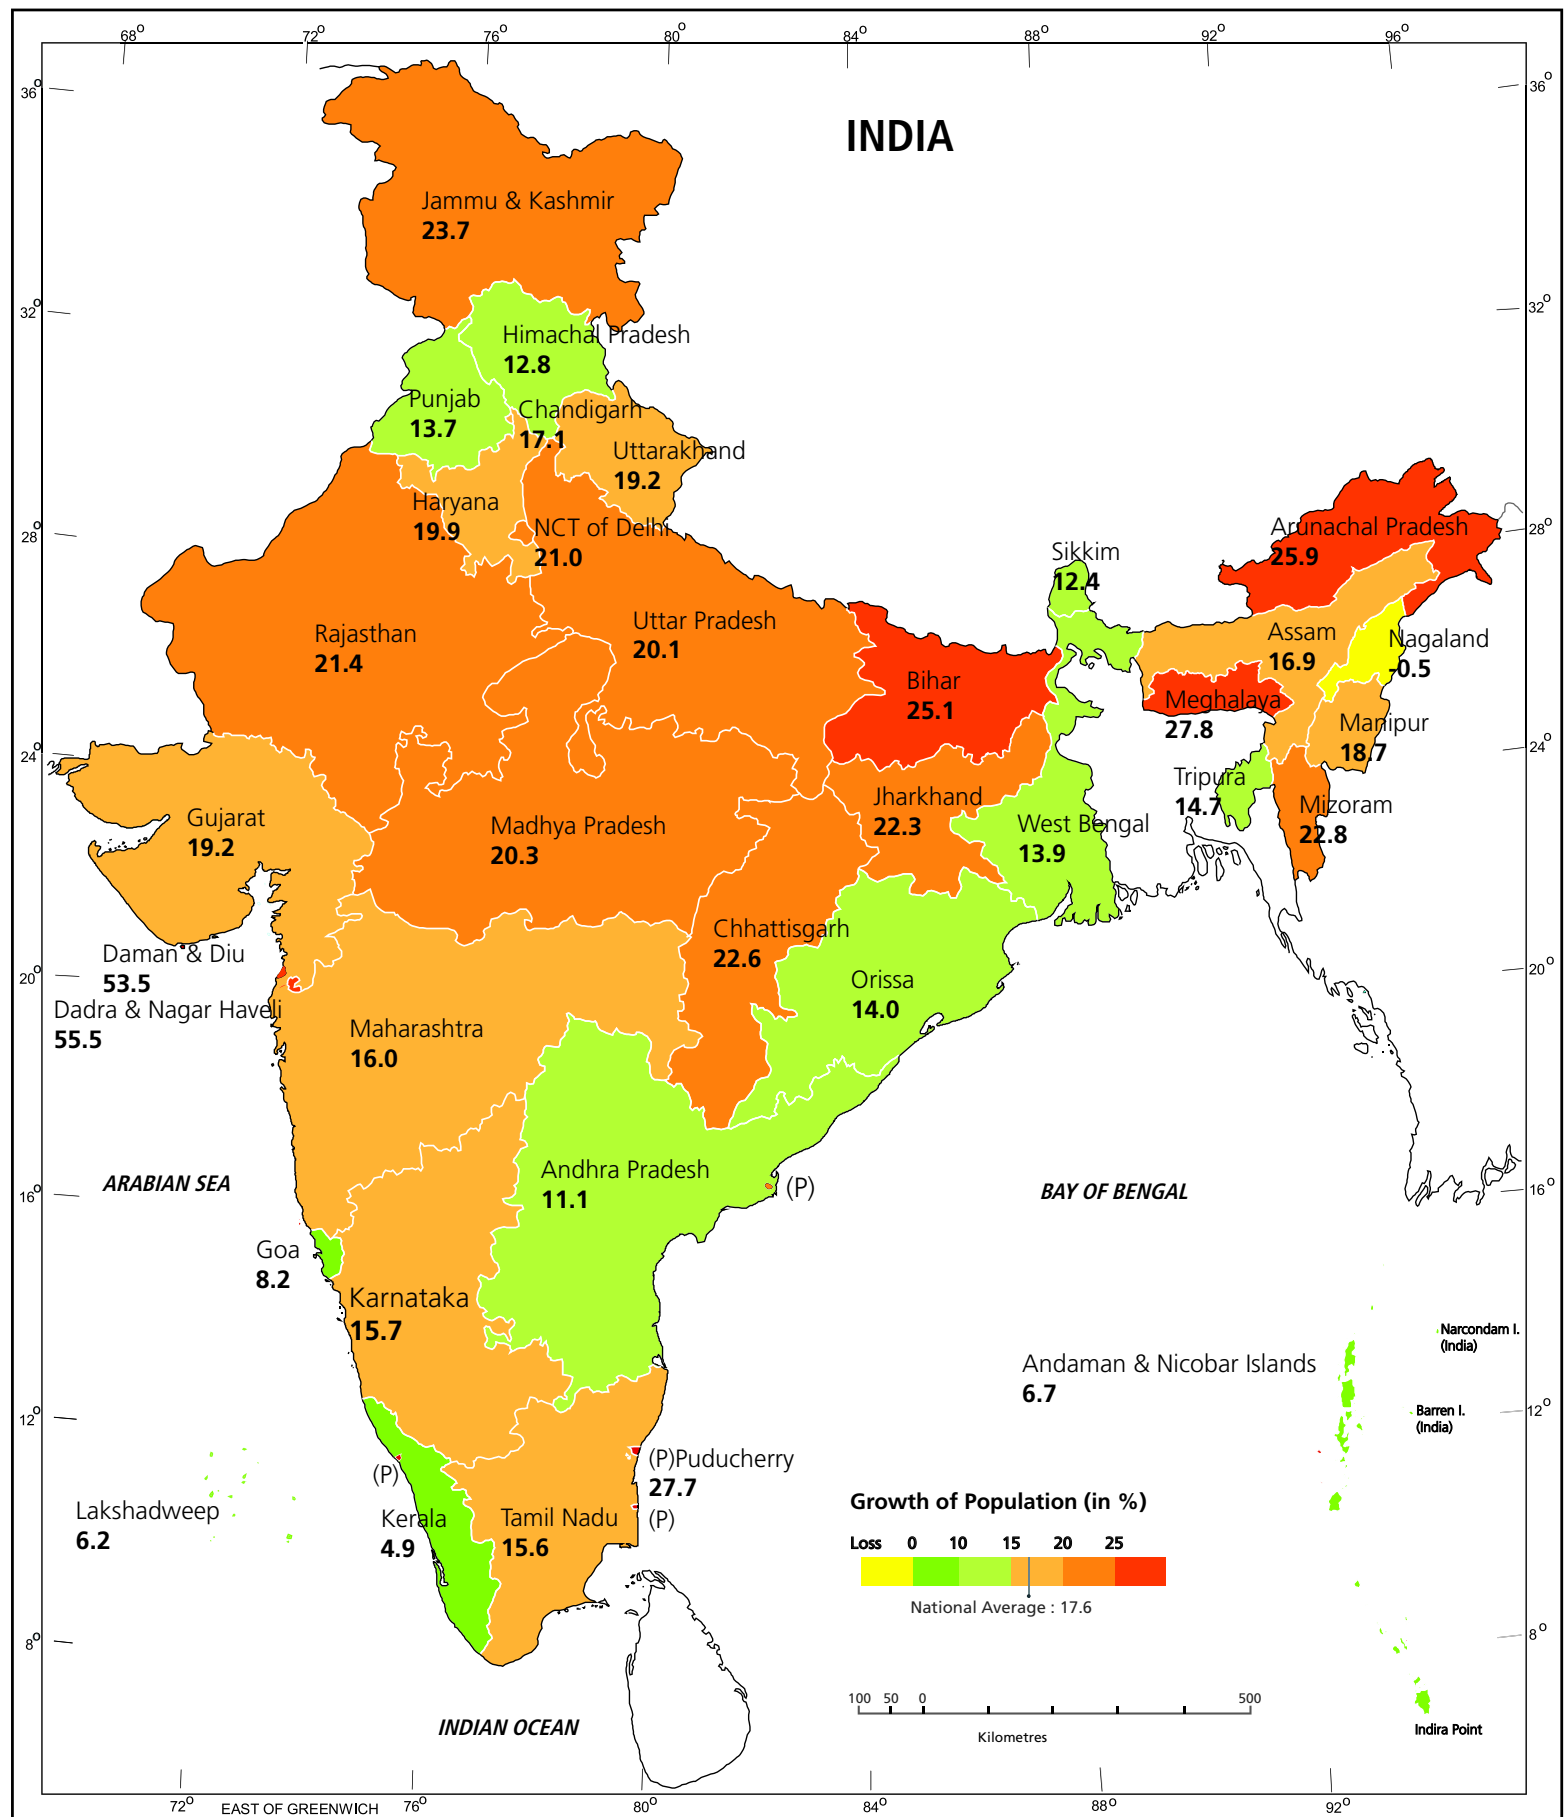 68° 72° 76° 80° 84° 88° 92° 96°
36° 36°
INDIA
Jammu & Kashmir
23.7
32° 32°
Himachal Pradesh
12.8
Punjab
13.7
Chandigarh
17.1
Uttarakhand
19.2
Haryana
19.9
NCT of Delhi
21.0
28° 28°
Arunachal Pradesh
25.9
Sikkim
12.4
Rajasthan
21.4
Uttar Pradesh
20.1
Bihar
25.1
Assam
16.9
Nagaland
-0.5
Meghalaya
27.8
Manipur
18.7
24° 24°
Tripura
14.7
Mizoram
22.8
Gujarat
19.2
Madhya Pradesh
20.3
Jharkhand
22.3
West Bengal
13.9
Chhattisgarh
22.6
Daman & Diu
53.5
20° 20°
Orissa
14.0
Dadra & Nagar Haveli
55.5
Maharashtra
16.0
Andhra Pradesh
11.1
(P)
ARABIAN SEA
BAY OF BENGAL
16° 16°
Goa
8.2
Karnataka
15.7
Narcondam I.
(India)
Andaman & Nicobar Islands
6.7
12° 12°
Barren I.
(India)
(P)
(P)Puducherry
27.7
(P)
Lakshadweep
6.2
Kerala
4.9
Tamil Nadu
15.6
Growth of Population (in %)
Loss 0 10 15 20 25
National Average : 17.6
8° 8°
100 50 0 500
Kilometres
INDIAN OCEAN
Indira Point
72° EAST OF GREENWICH 76° 80° 84° 88° 92°